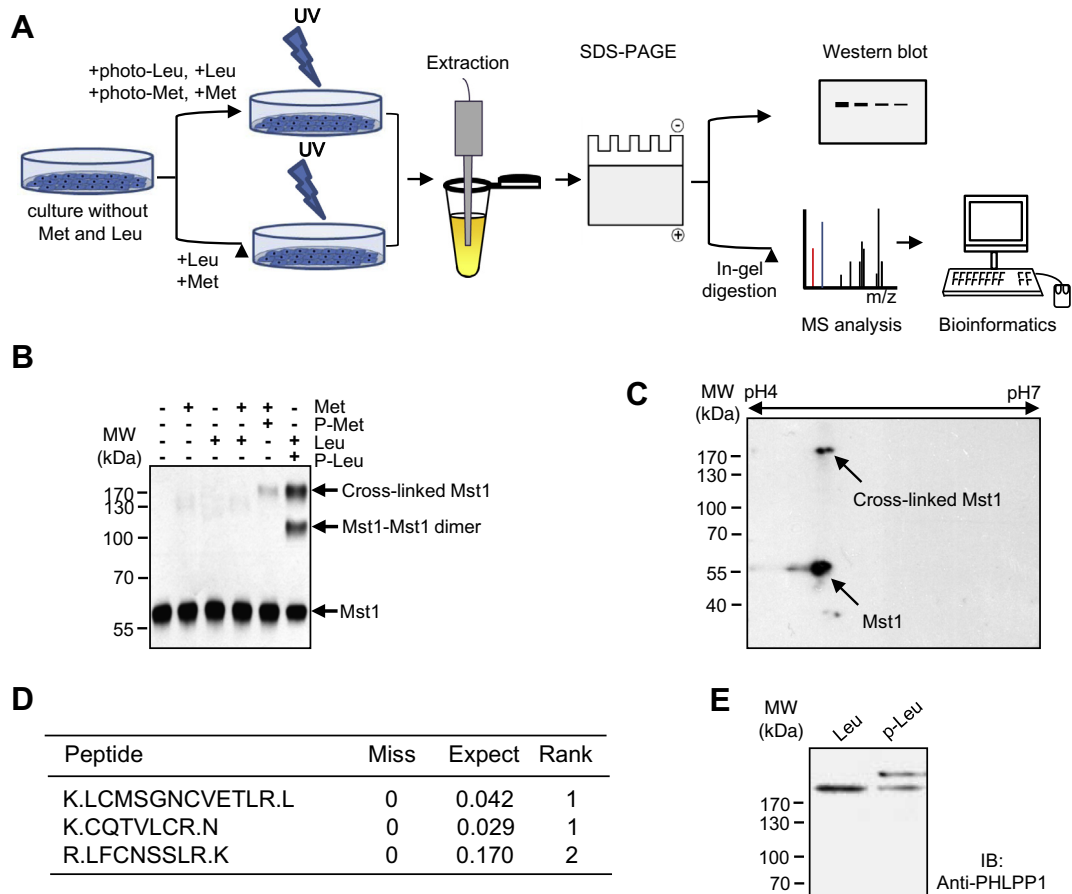 A
UV
+photo-Leu, +Leu
+photo-Met, +Met
UV
culture without
Met and Leu
+Leu
+Met
Extraction
SDS-PAGE
Western blot
In-gel
digestion
m/z
MS analysis
Bioinformatics
B
- + - + + - Met
- - - - + - P-Met
- - + + - + Leu
- - - - - + P-Leu
MW
(kDa)
170
130
100
70
55
Cross-linked Mst1
Mst1-Mst1 dimer
Mst1
C
MW
(kDa)
pH4 pH7
170
130
100
70
55
40
Cross-linked Mst1
Mst1
D
Peptide Miss Expect Rank
K.LCMSGNCVETLR.L 0 0.042 1
K.CQTVLCR.N 0 0.029 1
R.LFCNSSLR.K 0 0.170 2
E
MW
(kDa)
Leu p-Leu
170
130
100
70
IB:
Anti-PHLPP1